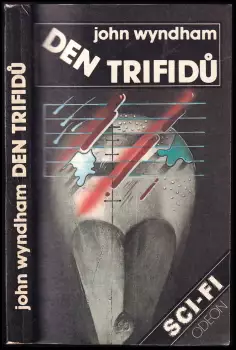 john wyndham DEN TRIFIDŮ
john wyndham
DEN TRIFIDŮ
SCI-FI
ODEON